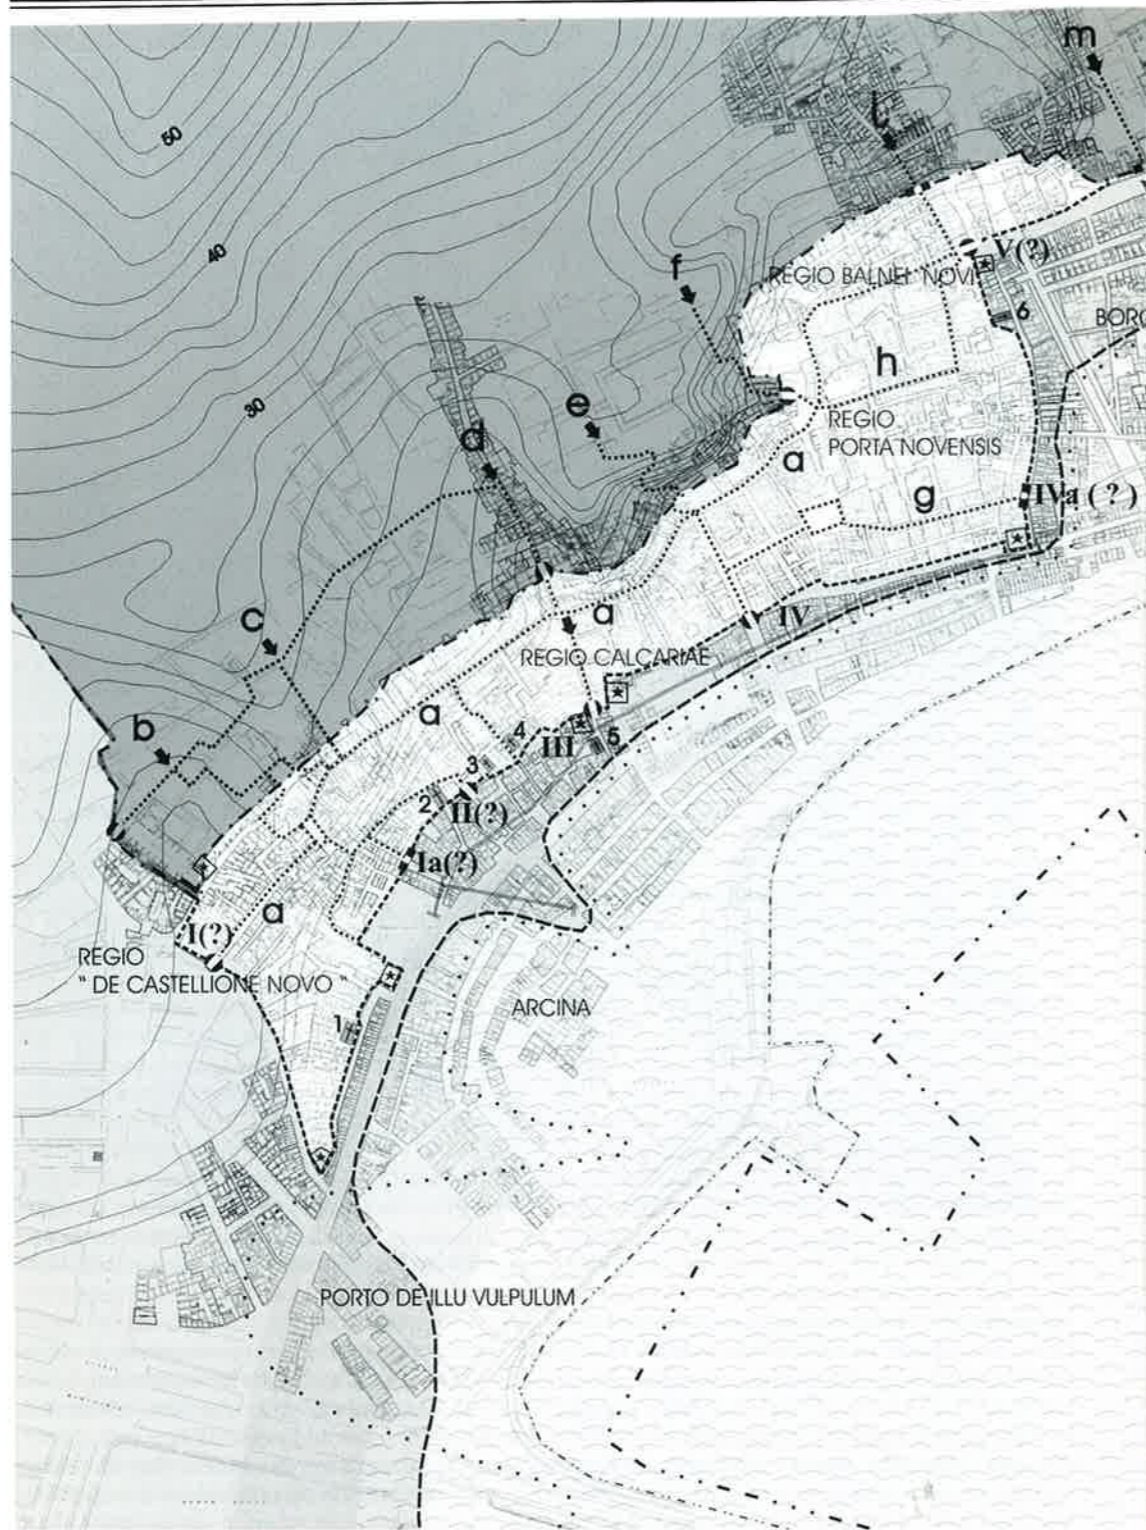 m
l
50
40
f
V(?)
REGIO BALNEI NOVI
6
BORG
h
30
e
REGIO
PORTA NOVENSIS
d
a
g
IVa ( ? )
c
a
IV
REGIO CALCARIAE
b
a
4
III
5
3
2
II(?)
Ia(?)
a
I(?)
REGIO
" DE CASTELLIONE NOVO "
ARCINA
1
PORTO DE ILLU VULPULUM